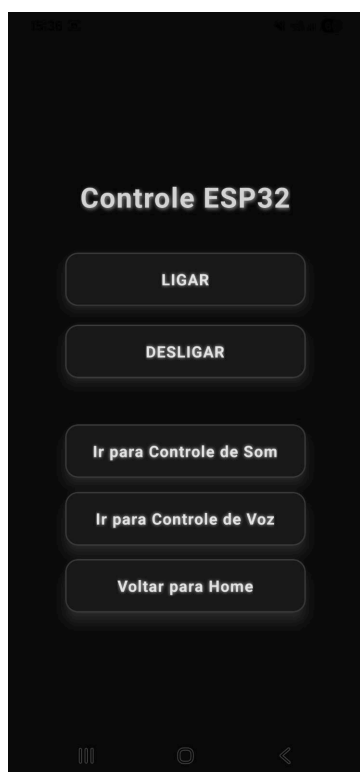 Controle ESP32
LIGAR
DESLIGAR
Ir para Controle de Som
Ir para Controle de Voz
Voltar para Home